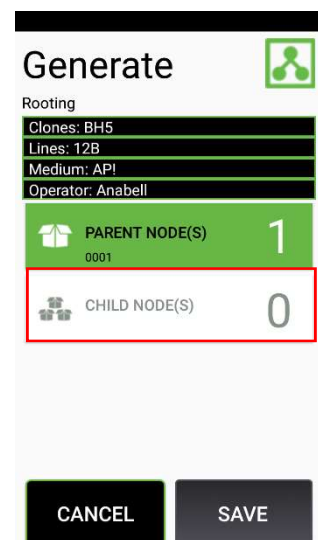 Generate
Rooting
Clones: BH5
Lines: 12B
Medium: AP!
Operator: Anabell
PARENT NODE(S) 1
0001
CHILD NODE(S) 0
CANCEL SAVE